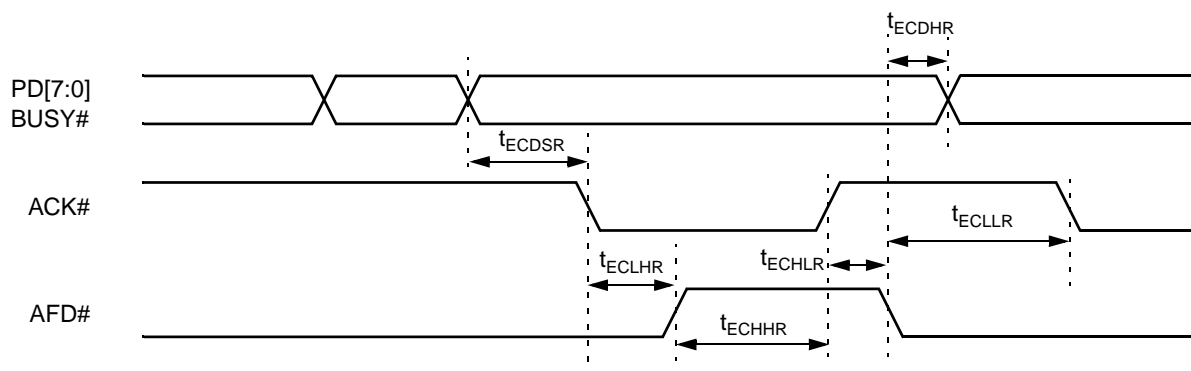 tECDHR
PD[7:0]
BUSY#
tECDSR
ACK#
tECLLR
tECLHR
tECHLR
AFD#
tECHHR